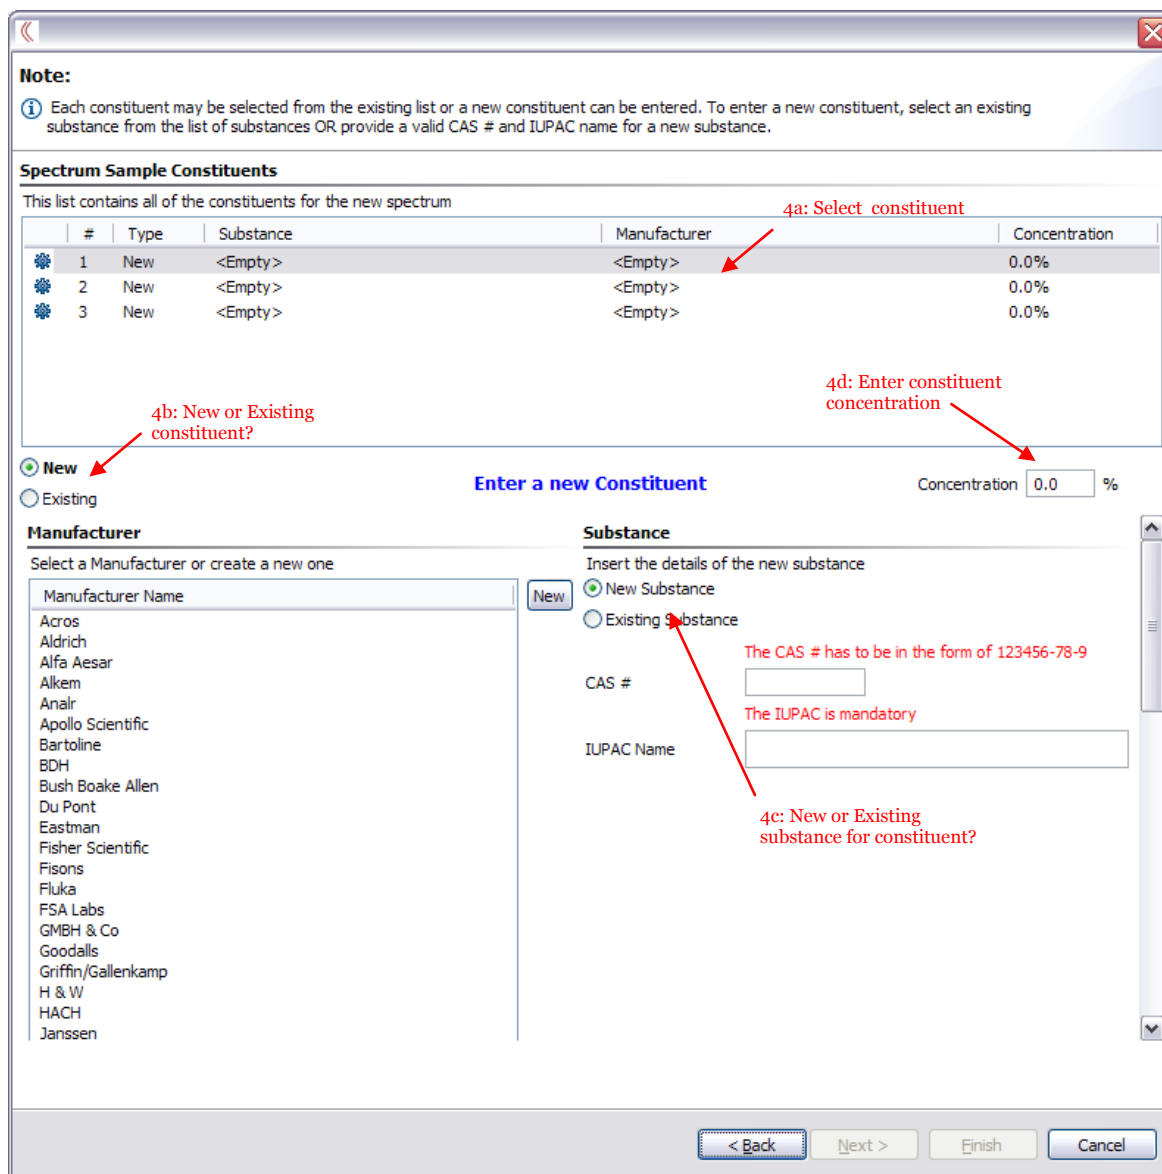 Note:
Each constituent may be selected from the existing list or a new constituent can be entered. To enter a new constituent, select an existing
substance from the list of substances OR provide a valid CAS # and IUPAC name for a new substance.
Spectrum Sample Constituents
This list contains all of the constituents for the new spectrum
4a: Select constituent
# Type Substance Manufacturer Concentration
1 New <Empty> <Empty> 0.0%
2 New <Empty> <Empty> 0.0%
3 New <Empty> <Empty> 0.0%
4d: Enter constituent
concentration
4b: New or Existing
constituent?
New
Existing
Enter a new Constituent
Concentration 0.0 %
Manufacturer
Select a Manufacturer or create a new one
Manufacturer Name
New
Acros
Aldrich
Alfa Aesar
Alkem
Analr
Apollo Scientific
Bartoline
BDH
Bush Boake Allen
Du Pont
Eastman
Fisher Scientific
Fisons
Fluka
FSA Labs
GMBH & Co
Goodalls
Griffin/Gallenkamp
H & W
HACH
Janssen
Substance
Insert the details of the new substance
New Substance
Existing Substance
The CAS # has to be in the form of 123456-78-9
CAS #
The IUPAC is mandatory
IUPAC Name
4c: New or Existing
substance for constituent?
< Back Next > Finish Cancel